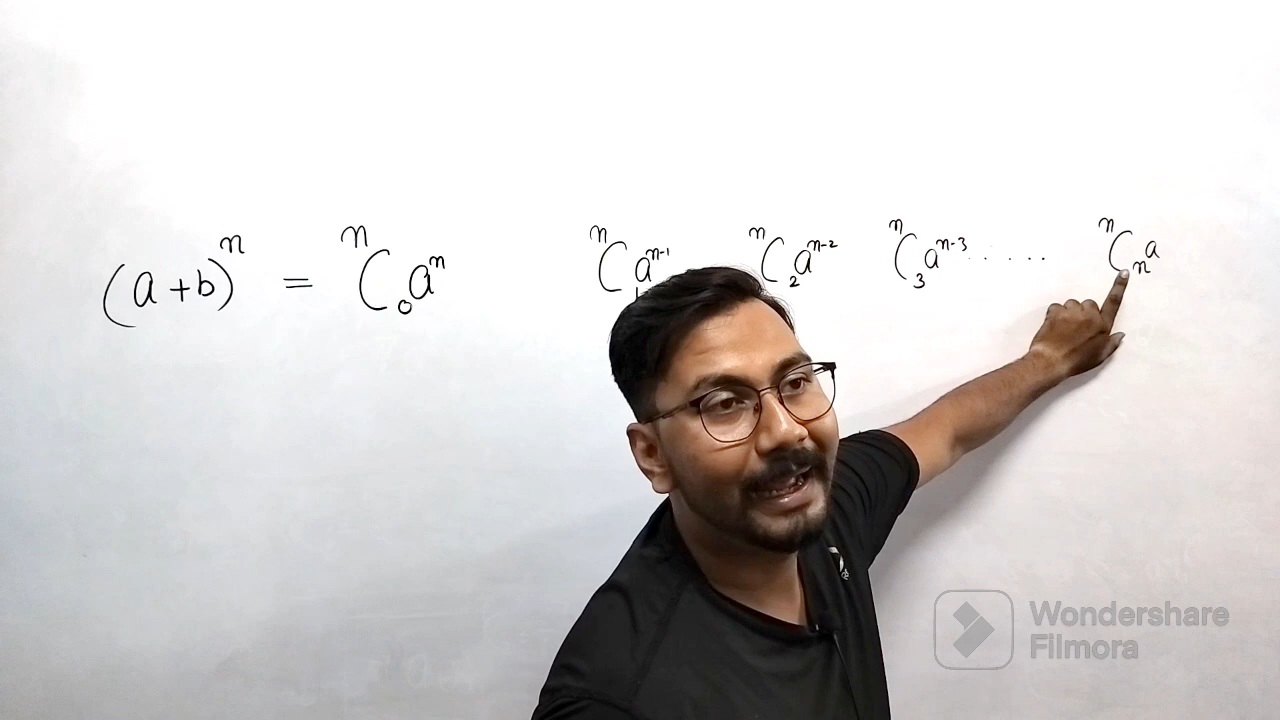 (a+b)ⁿ = ⁿC₀aⁿ ⁿC₁aⁿ⁻¹ ⁿC₂aⁿ⁻² ⁿC₃aⁿ⁻³ ..... ⁿCₙa
Wondershare
Filmora